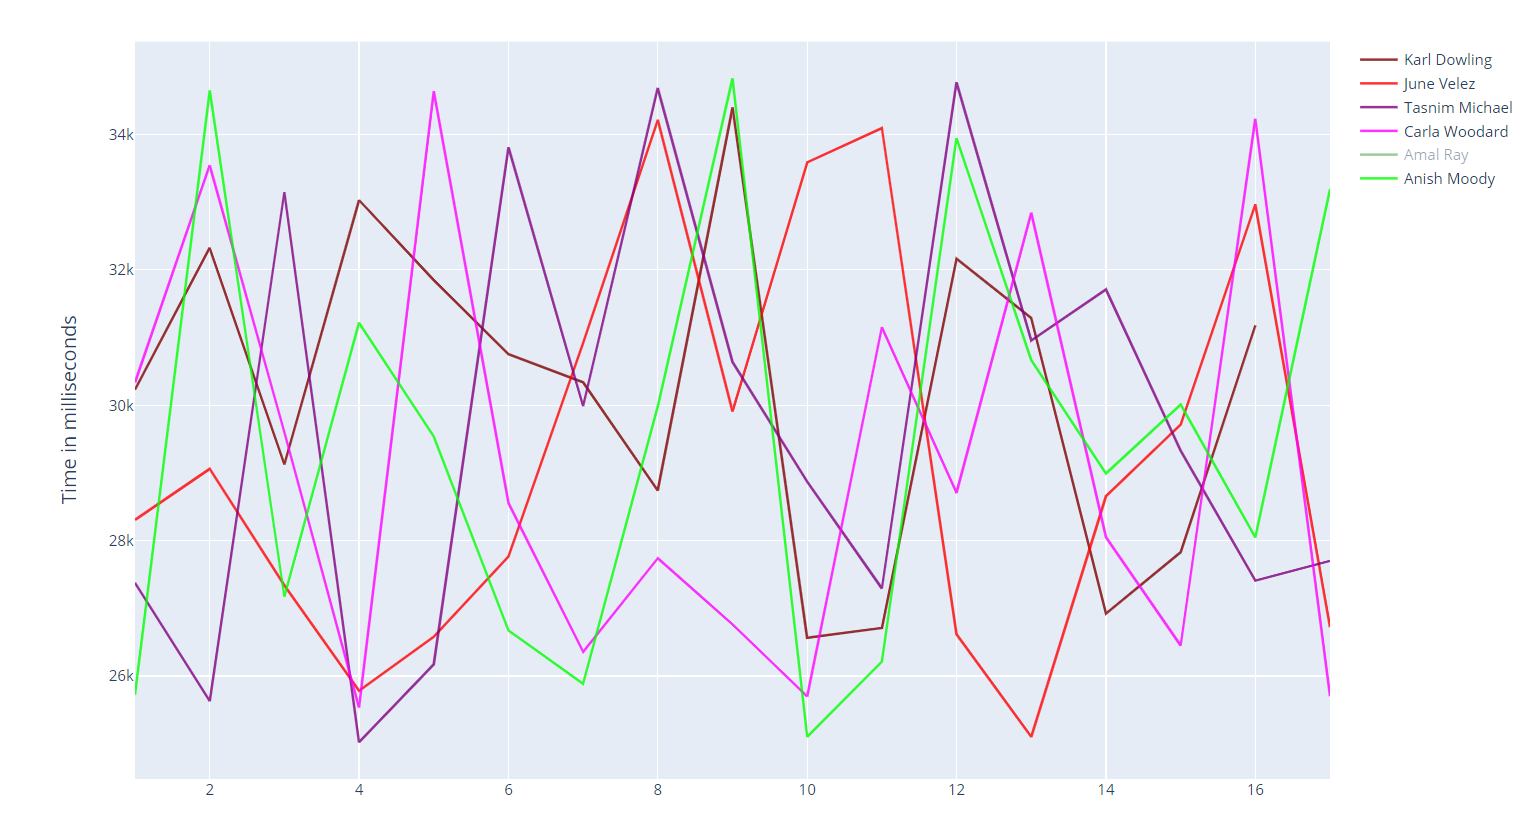 Karl Dowling
June Velez
Tasnim Michael
Carla Woodard
Amal Ray
Anish Moody
Time in milliseconds
34k
32k
30k
28k
26k
2 4 6 8 10 12 14 16